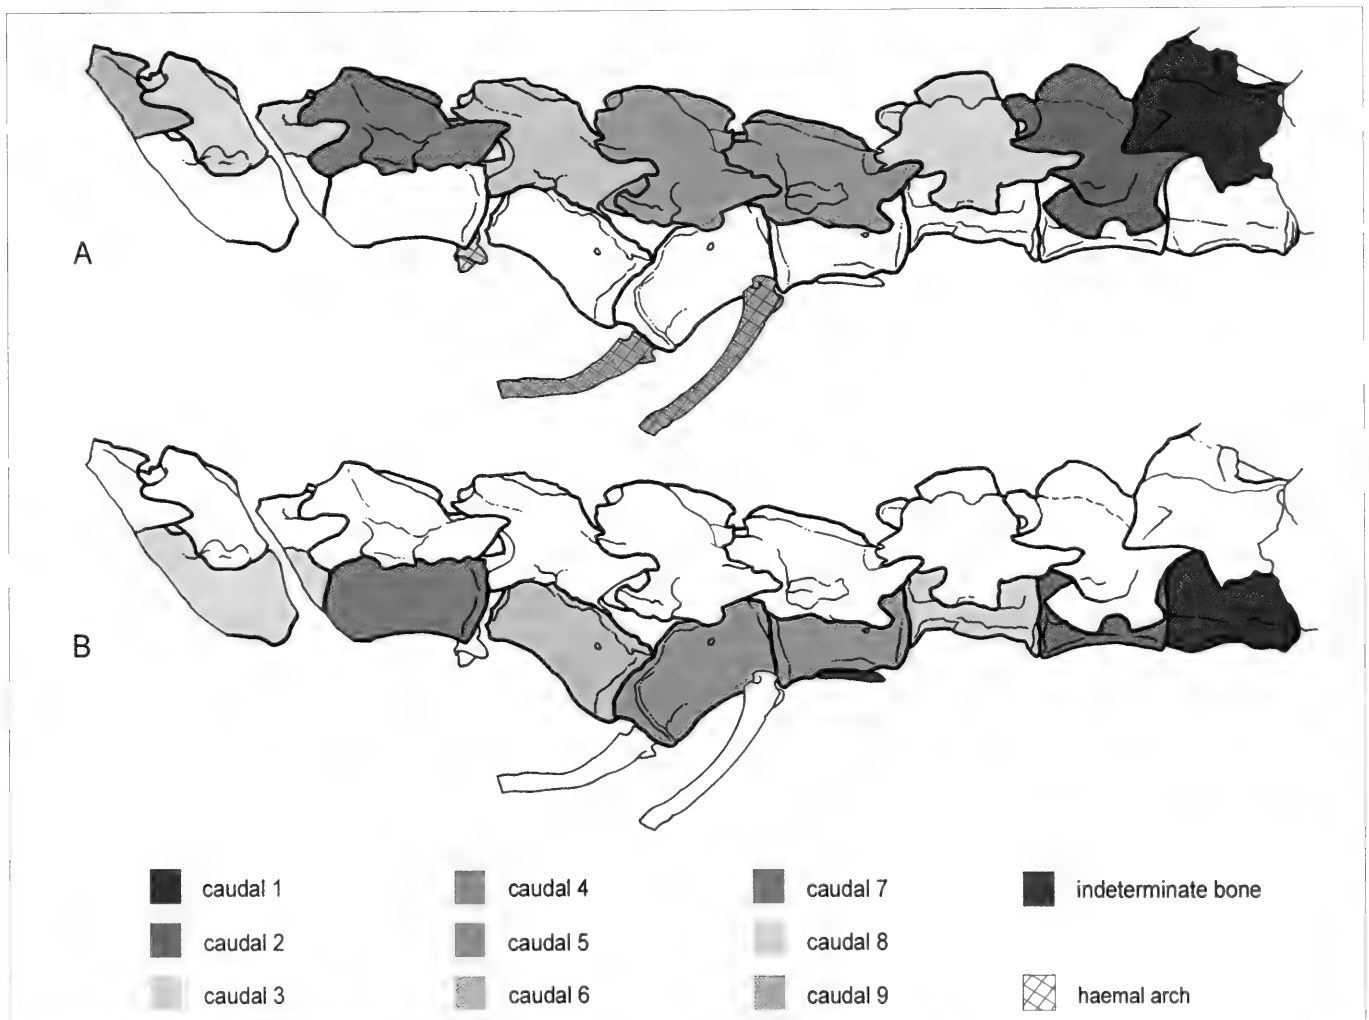 A
B
caudal 1
caudal 4
caudal 7
indeterminate bone
caudal 2
caudal 5
caudal 8
caudal 3
caudal 6
caudal 9
haemal arch